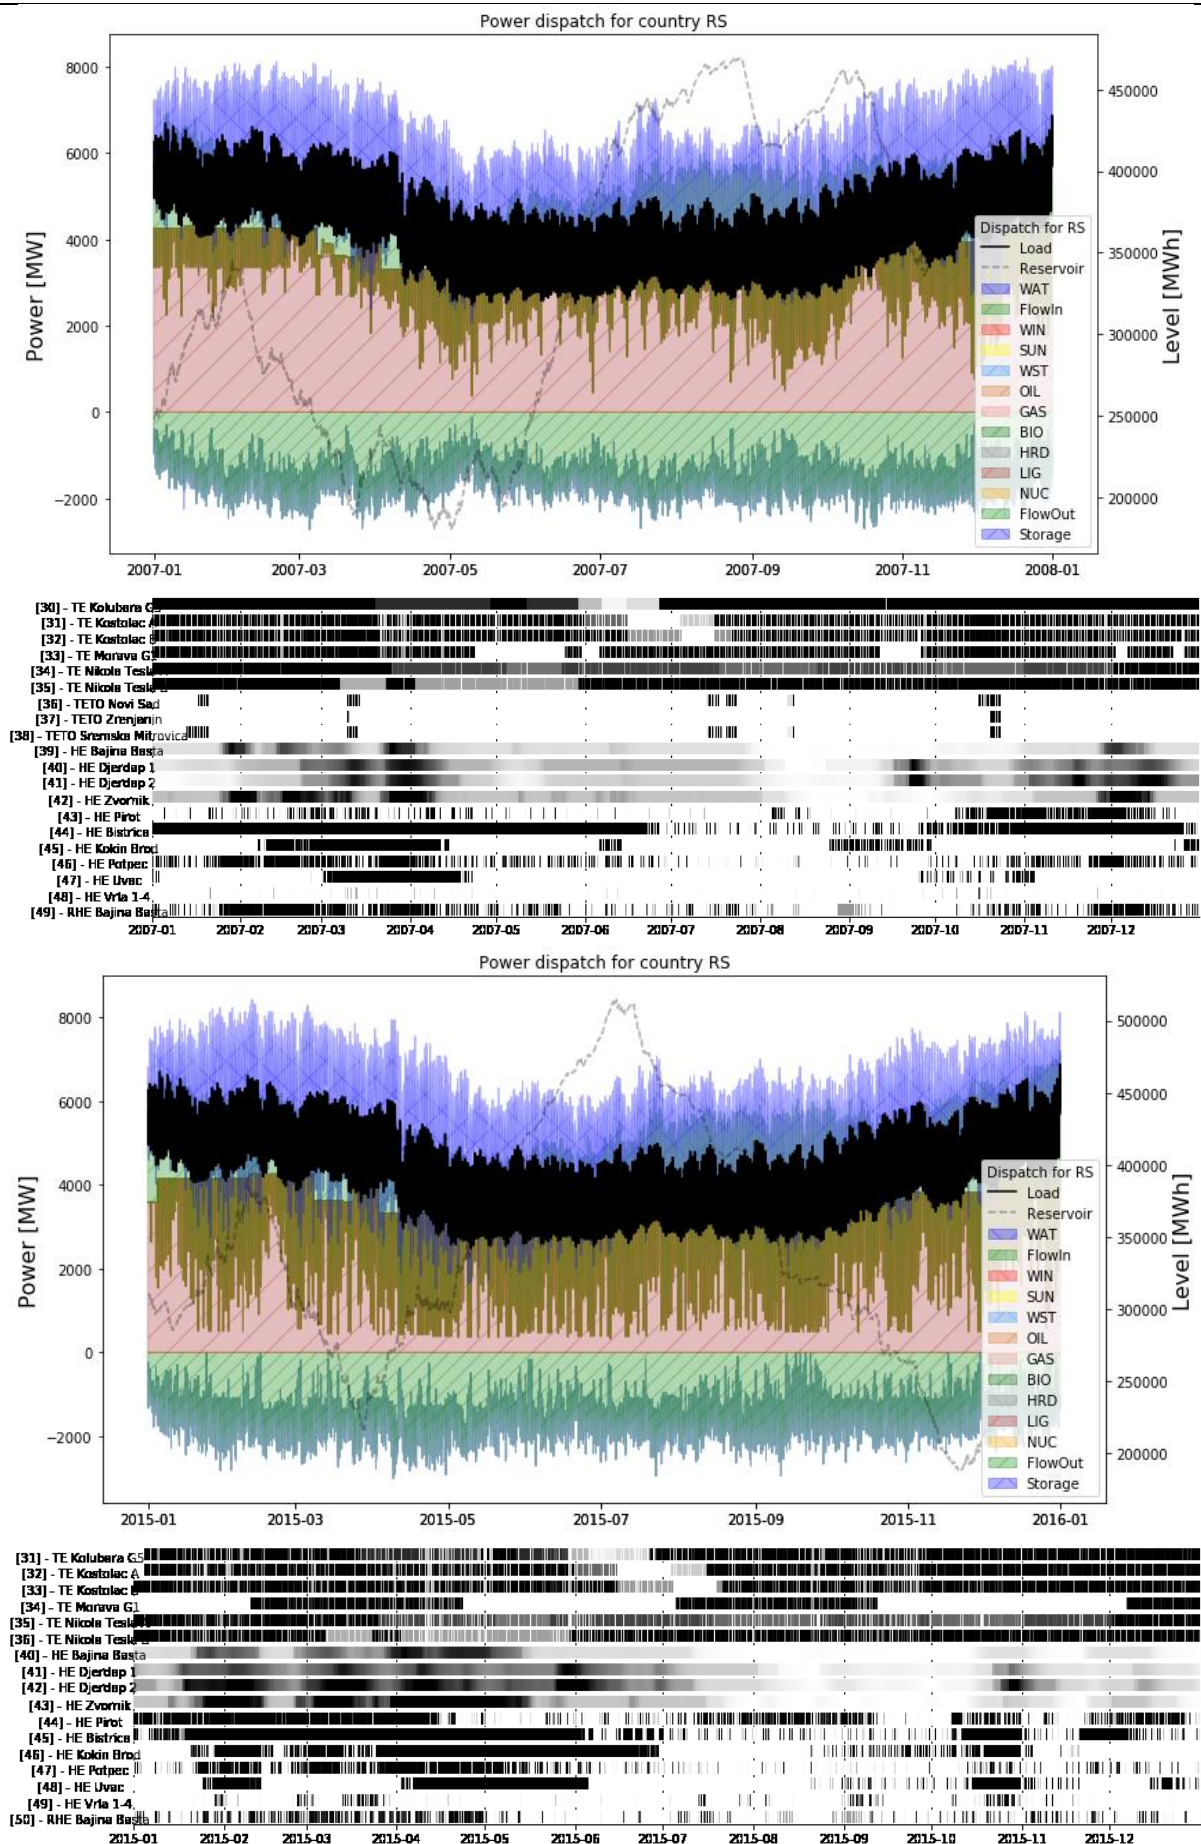 Power dispatch for country RS
Power [MW]
8000
6000
4000
2000
0
−2000
450000
400000
350000
300000
250000
200000
Level [MWh]
Dispatch for RS
Load
Reservoir
WAT
FlowIn
WIN
SUN
WST
OIL
GAS
BIO
HRD
LIG
NUC
FlowOut
Storage
2007-01 2007-03 2007-05 2007-07 2007-09 2007-11 2008-01
[30] - TE Kolubara G5
[31] - TE Kostolac A
[32] - TE Kostolac B
[33] - TE Morava G1
[34] - TE Nikola Tesla
[35] - TE Nikola Tesla
[36] - TETO Novi Sad
[37] - TETO Zrenjanin
[38] - TETO Sremska Mitrovica
[39] - HE Bajina Basta
[40] - HE Djerdap 1
[41] - HE Djerdap 2
[42] - HE Zvornik
[43] - HE Pirot
[44] - HE Bistrica
[45] - HE Kokin Brod
[46] - HE Potpec
[47] - HE Uvac
[48] - HE Vrla 1-4
[49] - RHE Bajina Basta
2007-01 2007-02 2007-03 2007-04 2007-05 2007-06 2007-07 2007-08 2007-09 2007-10 2007-11 2007-12
Power dispatch for country RS
Power [MW]
8000
6000
4000
2000
0
−2000
500000
450000
400000
350000
300000
250000
200000
Level [MWh]
Dispatch for RS
Load
Reservoir
WAT
FlowIn
WIN
SUN
WST
OIL
GAS
BIO
HRD
LIG
NUC
FlowOut
Storage
2015-01 2015-03 2015-05 2015-07 2015-09 2015-11 2016-01
[31] - TE Kolubara G5
[32] - TE Kostolac A
[33] - TE Kostolac B
[34] - TE Morava G1
[35] - TE Nikola Tesla
[36] - TE Nikola Tesla
[40] - HE Bajina Basta
[41] - HE Djerdap 1
[42] - HE Djerdap 2
[43] - HE Zvornik
[44] - HE Pirot
[45] - HE Bistrica
[46] - HE Kokin Brod
[47] - HE Potpec
[48] - HE Uvac
[49] - HE Vrla 1-4
[50] - RHE Bajina Basta
2015-01 2015-02 2015-03 2015-04 2015-05 2015-06 2015-07 2015-08 2015-09 2015-10 2015-11 2015-12